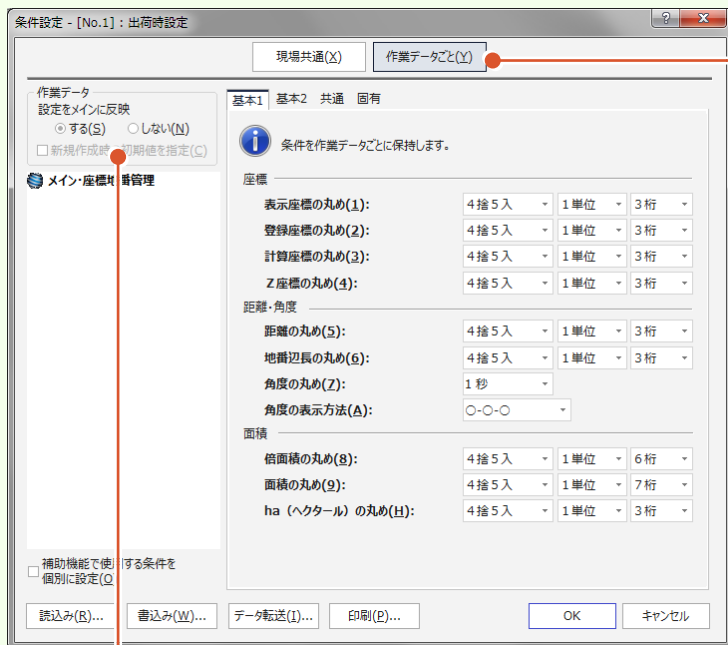 条件設定 - [No.1] : 出荷時設定
現場共通(X)
作業データごと(Y)
作業データ
設定をメインに反映
する(S) しない(N)
新規作成時 初期値を指定(C)
メイン・座標地番管理
補助機能で使用する条件を
個別に設定(O
基本1 基本2 共通 固有
条件を作業データごとに保持します。
座標
表示座標の丸め(1): 4捨5入 1単位 3桁
登録座標の丸め(2): 4捨5入 1単位 3桁
計算座標の丸め(3): 4捨5入 1単位 3桁
Z座標の丸め(4): 4捨5入 1単位 3桁
距離・角度
距離の丸め(5): 4捨5入 1単位 3桁
地番辺長の丸め(6): 4捨5入 1単位 3桁
角度の丸め(7): 1秒
角度の表示方法(A): ○-○-○
面積
倍面積の丸め(8): 4捨5入 1単位 6桁
面積の丸め(9): 4捨5入 1単位 7桁
ha（ヘクタール）の丸め(H): 4捨5入 1単位 3桁
読込み(R)... 書込み(W)... データ転送(I)... 印刷(P)... OK キャンセル